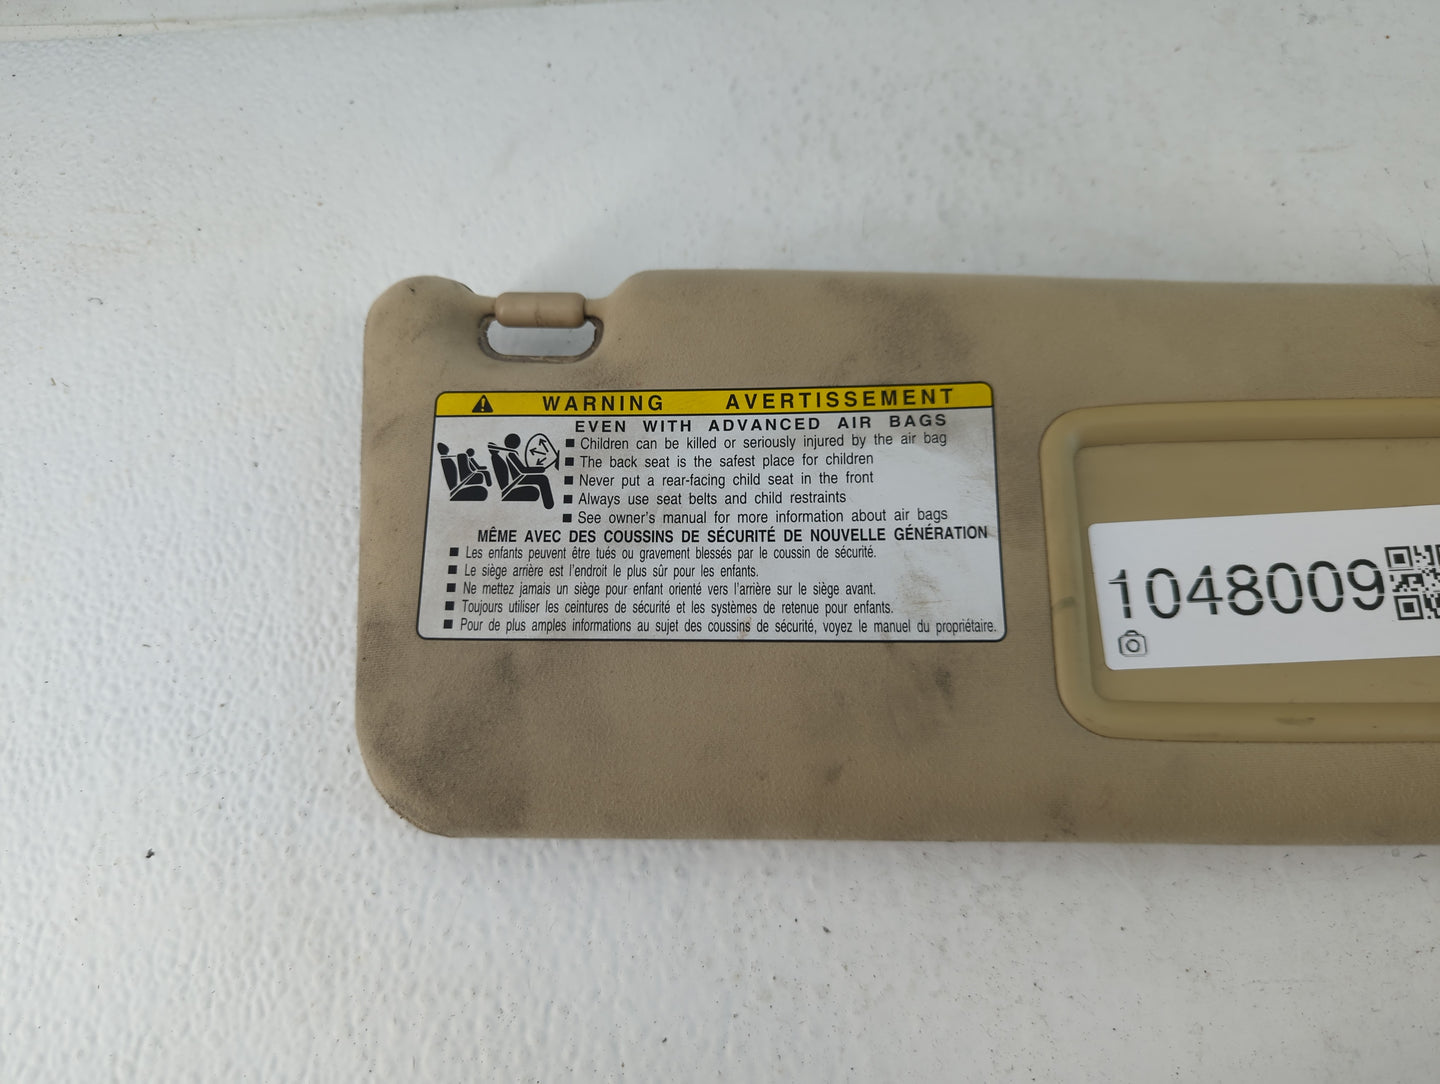 WARNING AVERTISSEMENT
EVEN WITH ADVANCED AIR BAGS
■ Children can be killed or seriously injured by the air bag
■ The back seat is the safest place for children
■ Never put a rear-facing child seat in the front
■ Always use seat belts and child restraints
■ See owner's manual for more information about air bags
MÊME AVEC DES COUSSINS DE SÉCURITÉ DE NOUVELLE GÉNÉRATION
■ Les enfants peuvent être tués ou gravement blessés par le coussin de sécurité.
■ Le siège arrière est l'endroit le plus sûr pour les enfants.
■ Ne mettez jamais un siège pour enfant orienté vers l'arrière sur le siège avant.
■ Toujours utiliser les ceintures de sécurité et les systèmes de retenue pour enfants.
■ Pour de plus amples informations au sujet des coussins de sécurité, voyez le manuel du propriétaire.
1048009